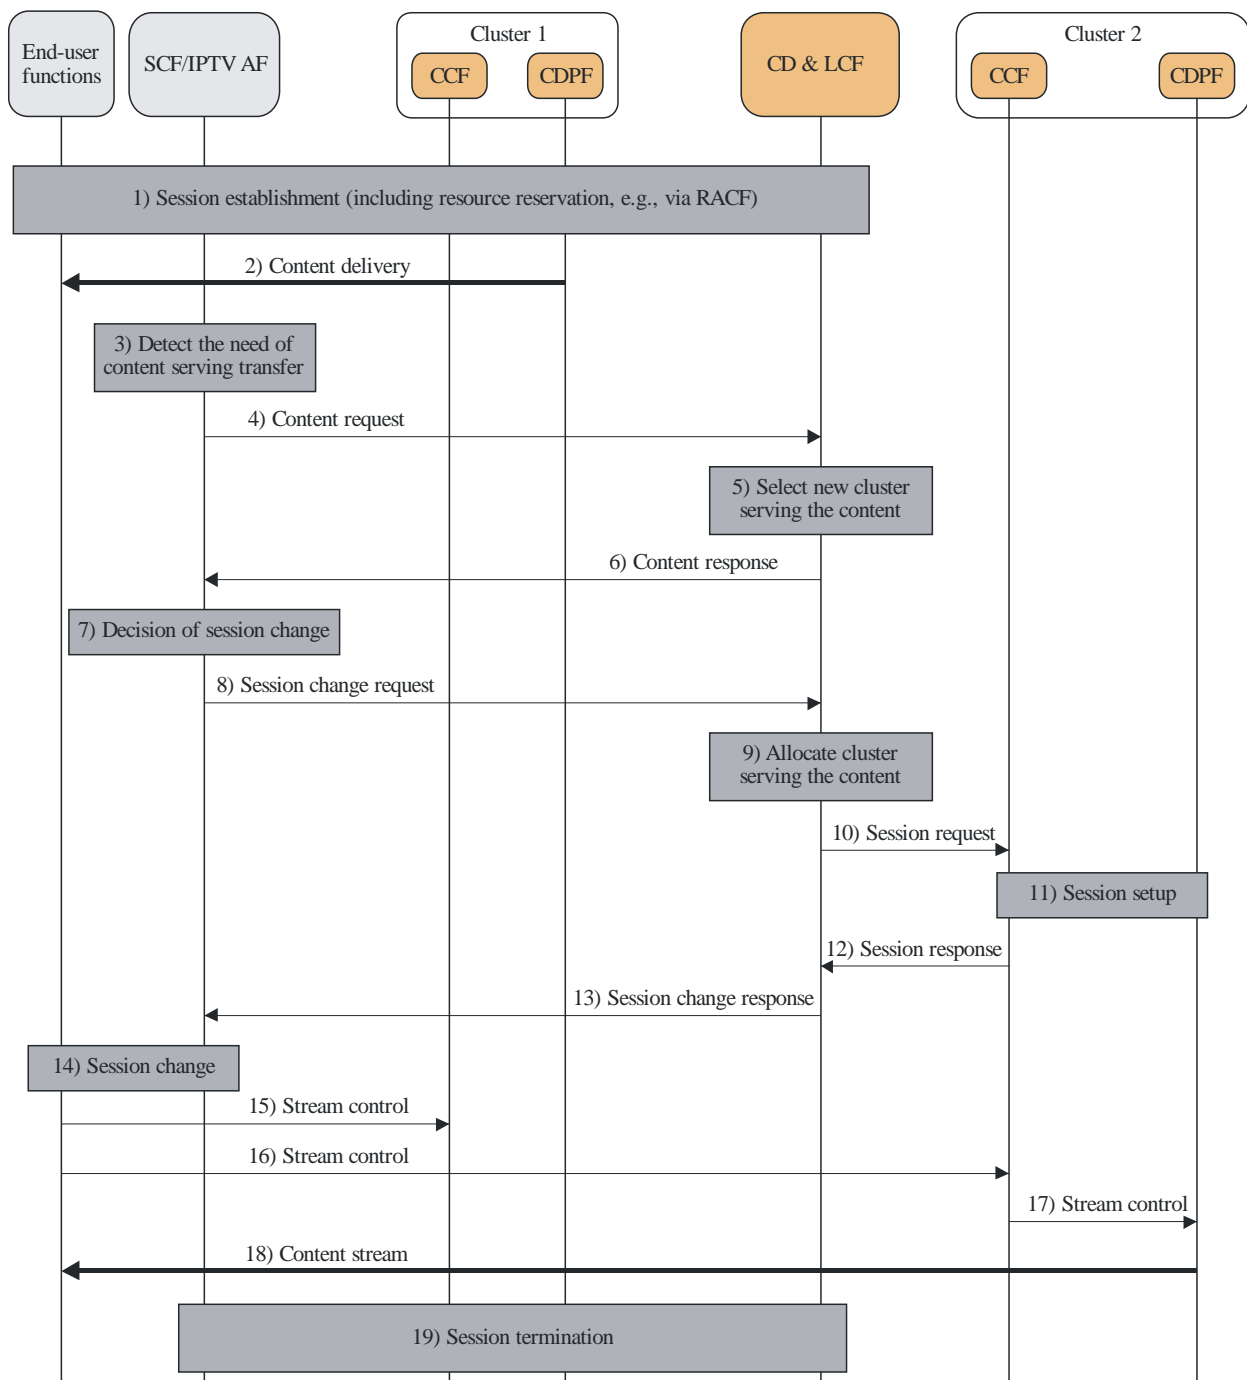 End-user
functions
SCF/IPTV AF
Cluster 1
CCF
CDPF
CD & LCF
Cluster 2
CCF
CDPF
1) Session establishment (including resource reservation, e.g., via RACF)
2) Content delivery
3) Detect the need of
content serving transfer
4) Content request
5) Select new cluster
serving the content
6) Content response
7) Decision of session change
8) Session change request
9) Allocate cluster
serving the content
10) Session request
11) Session setup
12) Session response
13) Session change response
14) Session change
15) Stream control
16) Stream control
17) Stream control
18) Content stream
19) Session termination